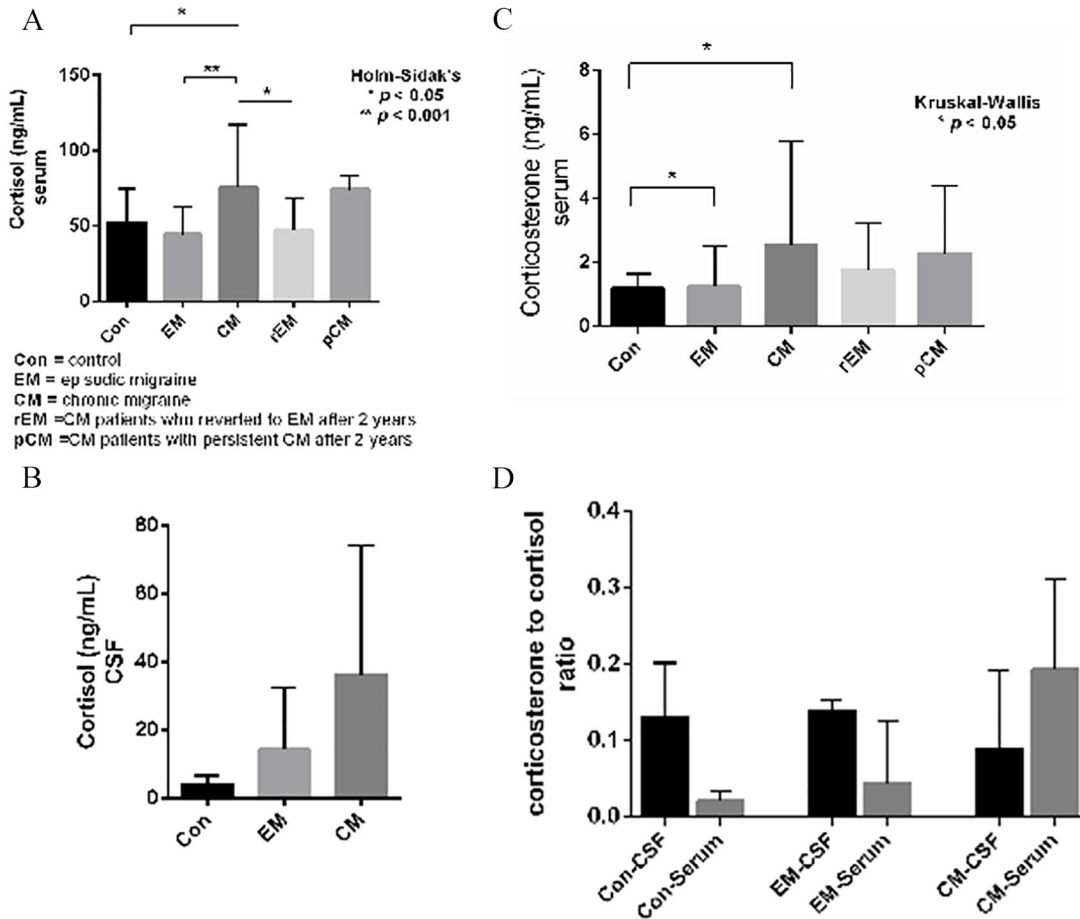 A
*
150
100
50
0
Cortisol (ng/mL)
serum
**
*
Holm-Sidak's
* p < 0.05
** p < 0.001
Con
EM
CM
rEM
pCM
Con = control
EM = episodic migraine
CM = chronic migraine
rEM =CM patients who reverted to EM after 2 years
pCM =CM patients with persistent CM after 2 years
C
*
8
6
4
2
0
Corticosterone (ng/mL)
serum
*
Kruskal-Wallis
* p < 0.05
Con
EM
CM
rEM
pCM
B
80
60
40
20
0
Cortisol (ng/mL)
CSF
Con
EM
CM
D
0.4
0.3
0.2
0.1
0.0
corticosterone to cortisol
ratio
Con-CSF
Con-Serum
EM-CSF
EM-Serum
CM-CSF
CM-Serum